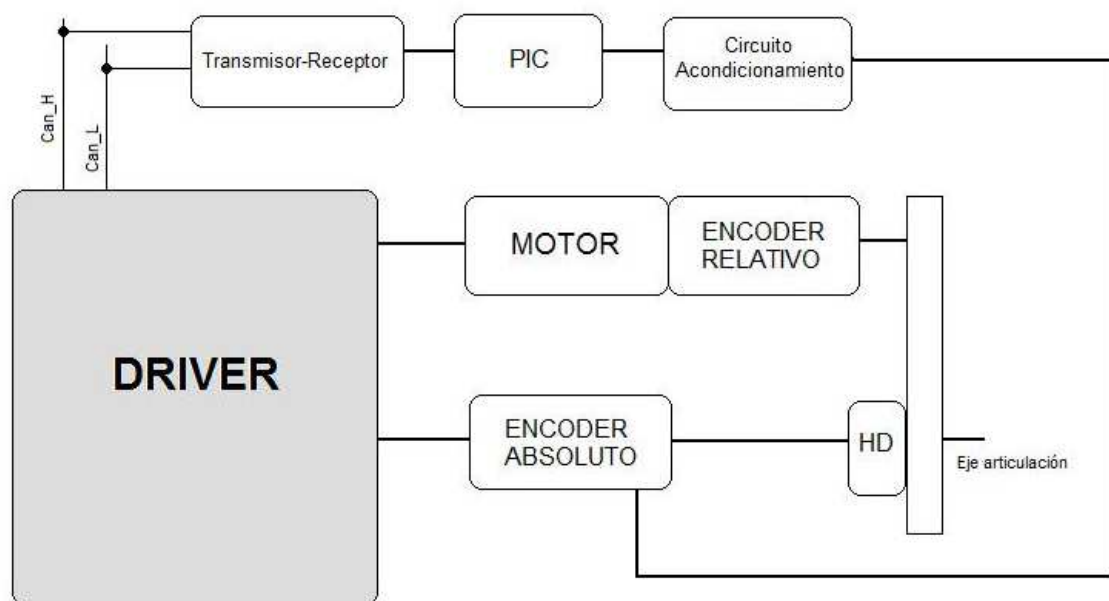 Transmisor-Receptor
PIC
Circuito
Acondicionamiento
Can_H
Can_L
DRIVER
MOTOR
ENCODER
RELATIVO
ENCODER
ABSOLUTO
HD
Eje articulación